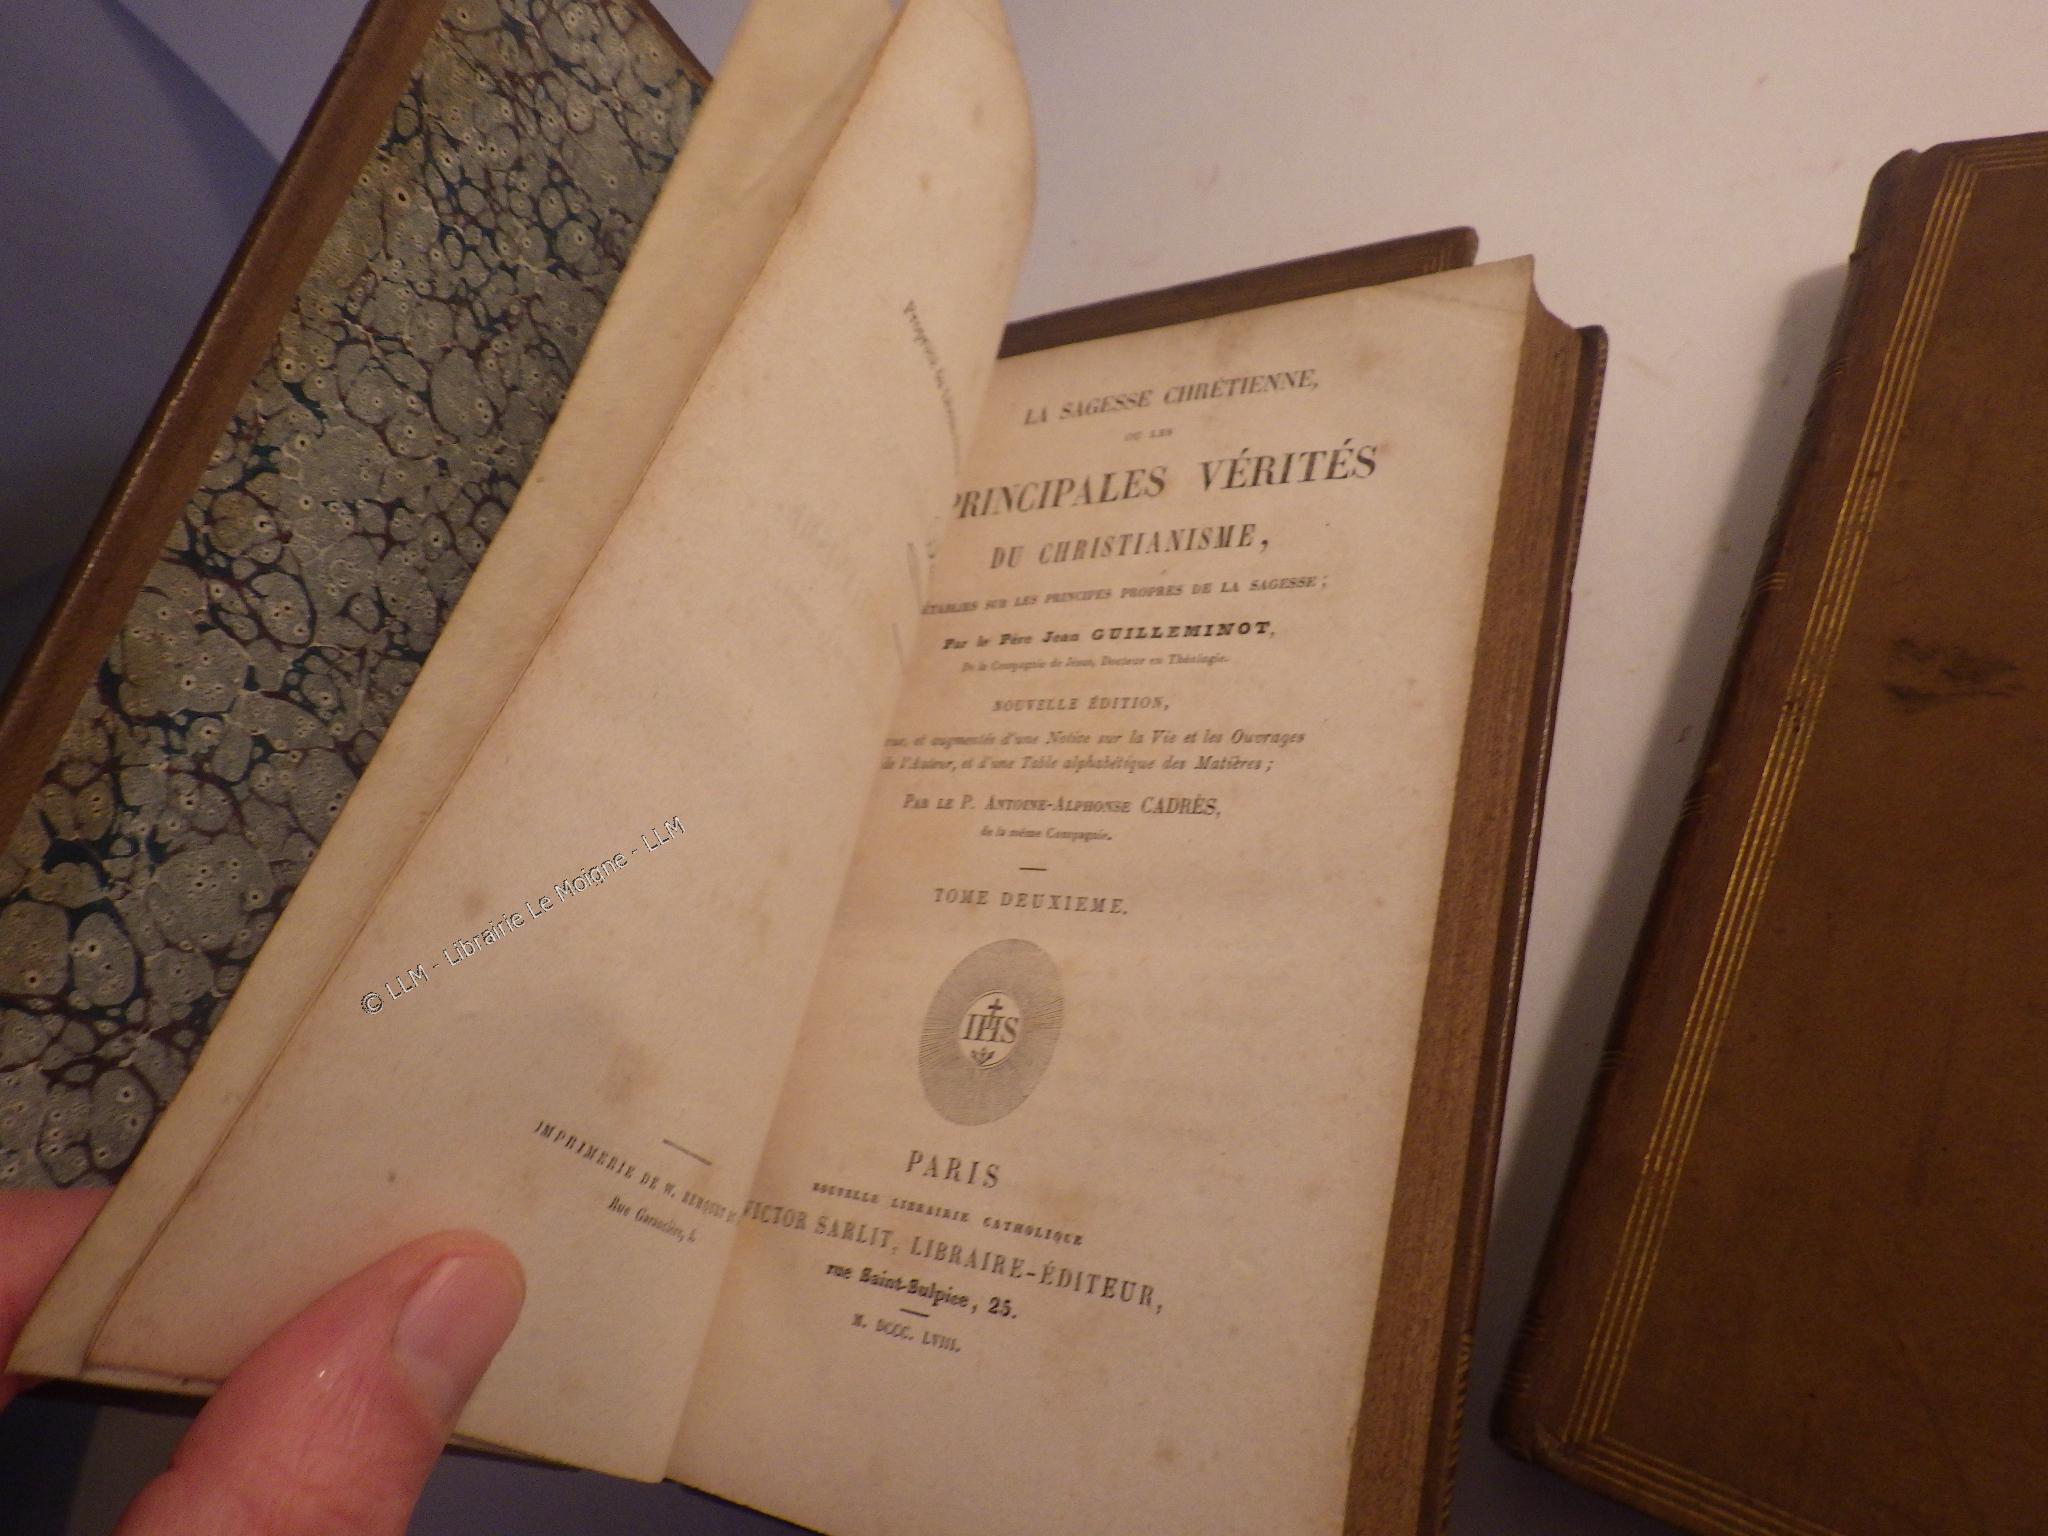 LA SAGESSE CHRÉTIENNE,
OU LES
PRINCIPALES VÉRITÉS
DU CHRISTIANISME,
ÉTABLIES SUR LES PRINCIPES PROPRES DE LA SAGESSE;
Par le Père Jean GUILLEMINOT,
De la Compagnie de Jésus, Docteur en Théologie.
NOUVELLE ÉDITION,
et augmentée d'une Notice sur la Vie et les Ouvrages
de l'Auteur, et d'une Table alphabétique des Matières;
PAR LE P. ANTOINE-ALPHONSE CADRÈS,
de la même Compagnie.
TOME DEUXIEME.
IHS
PARIS
NOUVELLE LIBRAIRIE CATHOLIQUE
VICTOR SARLIT, LIBRAIRE-ÉDITEUR,
rue Saint-Sulpice, 25.
M. DCCC. LVIII.
IMPRIMERIE DE W. REMQUET
Rue Garancière, 5.
© LLM - Librairie Le Moigne - LLM